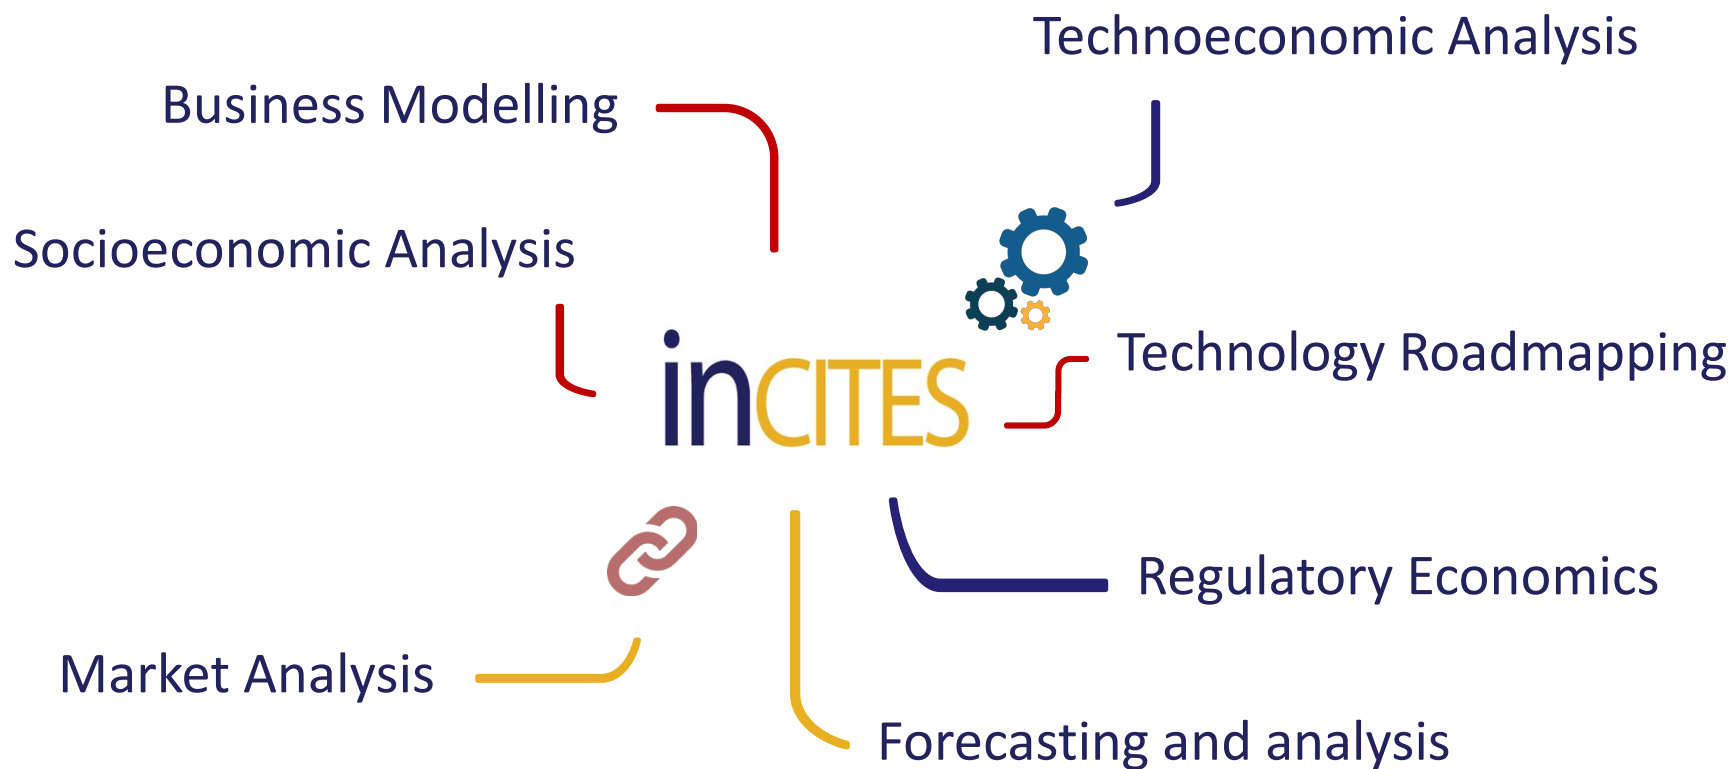 Technoeconomic Analysis
Business Modelling
Socioeconomic Analysis
inCITES
Technology Roadmapping
Regulatory Economics
Market Analysis
Forecasting and analysis